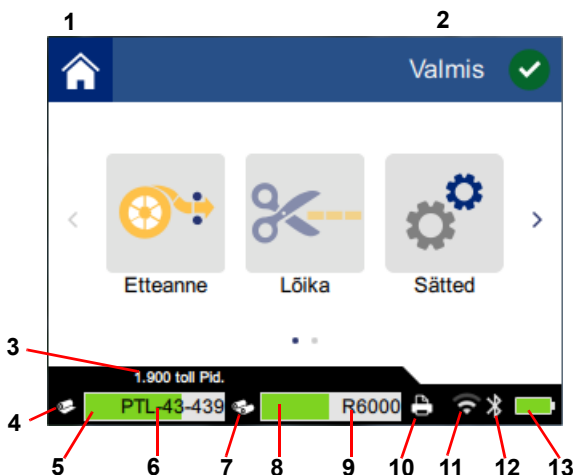 1 2
Valmis
Etteanne Lõika Sätted
3
1.900 toll Pid.
4
PTL-43-439 R6000
5 6 7 8 9 10 11 12 13